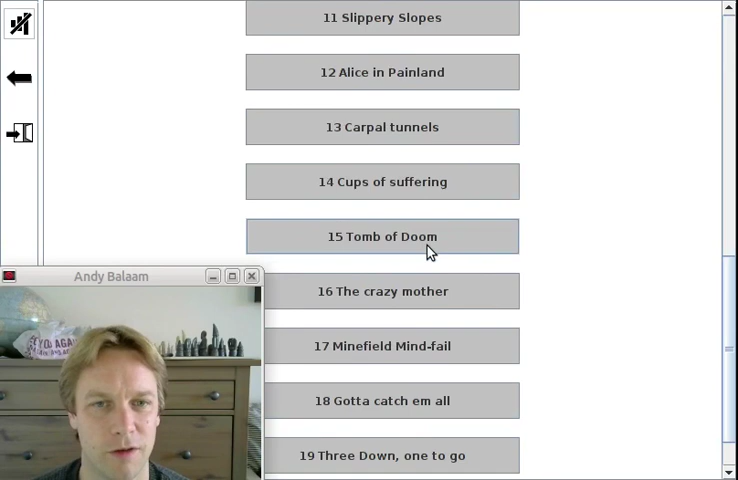 11 Slippery Slopes
12 Alice in Painland
13 Carpal tunnels
14 Cups of suffering
15 Tomb of Doom
Andy Balaam
16 The crazy mother
17 Minefield Mind-fail
18 Gotta catch em all
19 Three Down, one to go